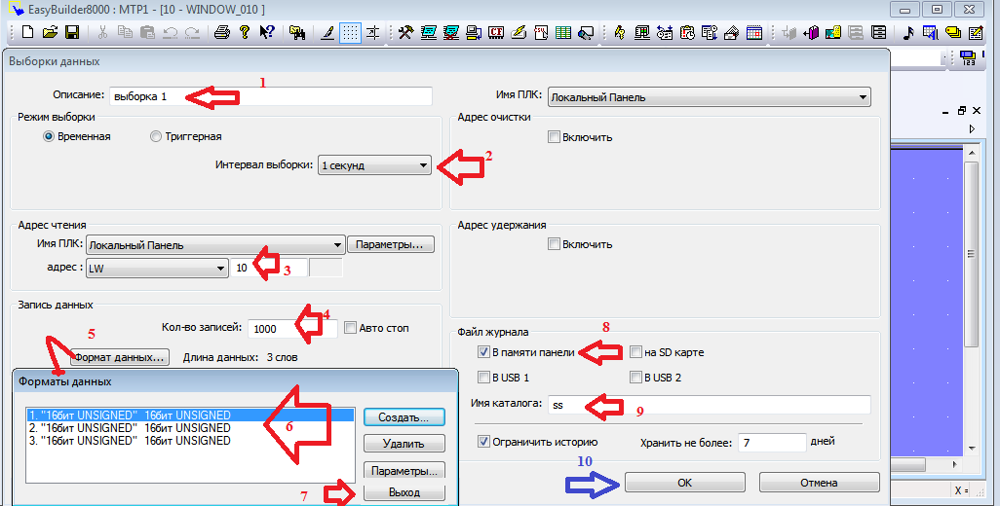 EasyBuilder8000 : MTP1 - [10 - WINDOW_010 ]
Выборки данных
1
Описание: выборка 1
Имя ПЛК: Локальный Панель
Режим выборки
Временная Триггерная
2
Интервал выборки: 1 секунд
Адрес очистки
Включить
Адрес чтения
Имя ПЛК: Локальный Панель Параметры...
адрес : LW 10 3
Адрес удержания
Включить
Запись данных
4
Кол-во записей: 1000 Авто стоп
5
Формат данных... Длина данных: 3 слов
Файл журнала
8
В памяти панели на SD карте
В USB 1 В USB 2
Имя каталога: ss 9
Ограничить историю Хранить не более: 7 дней
10
OK Отмена
Форматы данных
1. "16бит UNSIGNED" 16бит UNSIGNED
2. "16бит UNSIGNED" 16бит UNSIGNED
3. "16бит UNSIGNED" 16бит UNSIGNED
6
Создать...
Удалить
Параметры...
7
Выход
X =